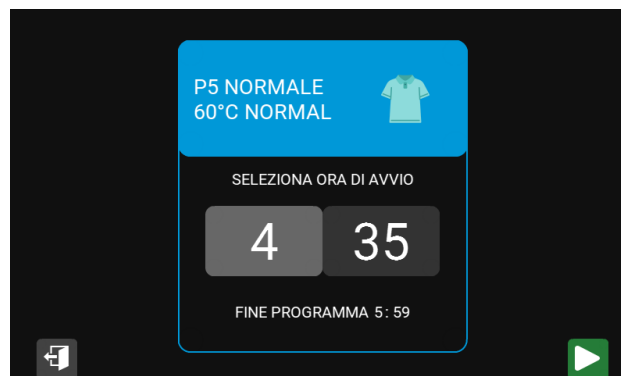 P5 NORMALE
60°C NORMAL
SELEZIONA ORA DI AVVIO
4 35
FINE PROGRAMMA 5:59